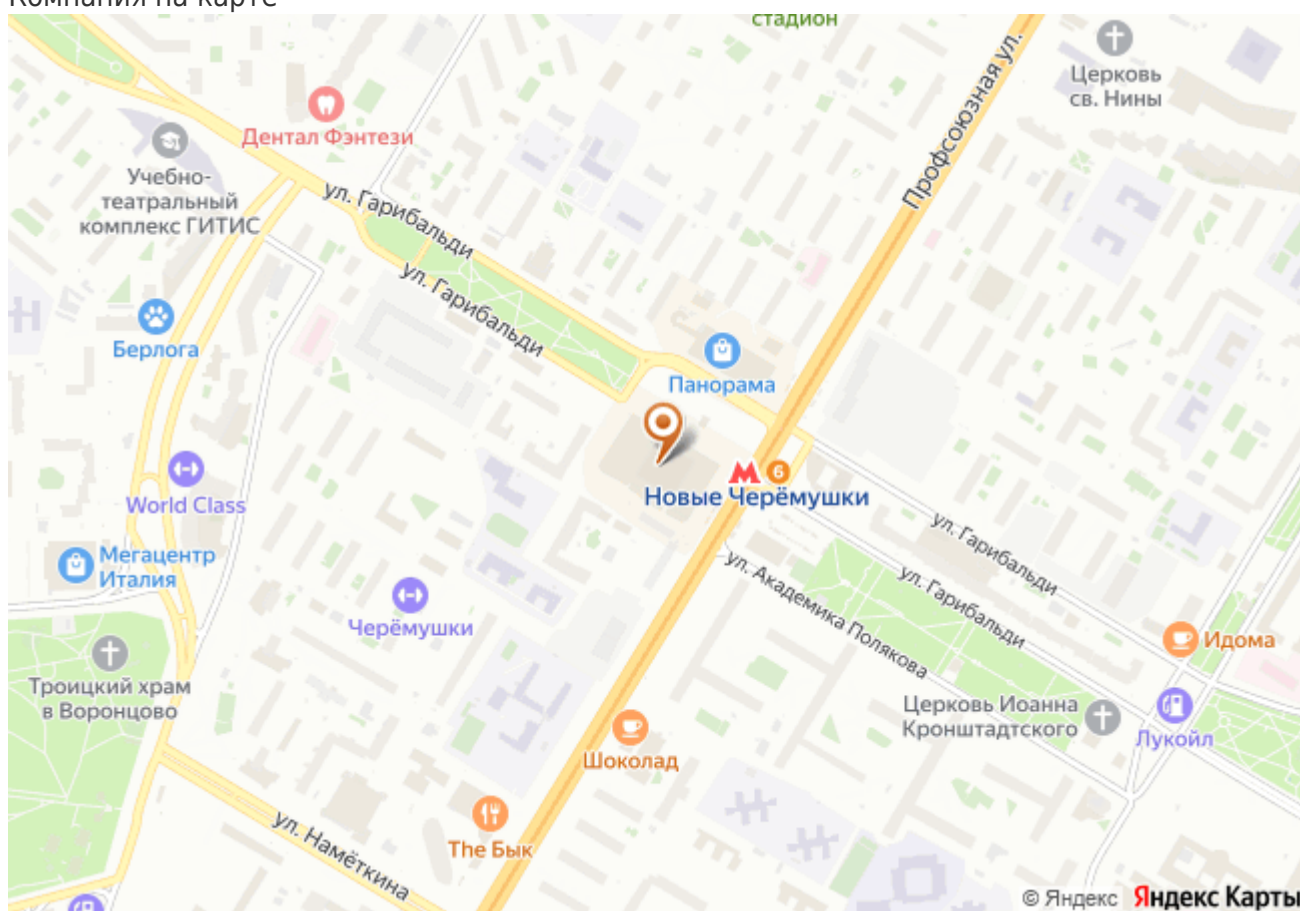 Компания на карте
стадион
Профсоюзная ул.
Церковь
св. Нины
Дентал Фэнтези
Учебно-
театральный
комплекс ГИТИС
ул. Гарибальди
ул. Гарибальди
Берлога
Панорама
World Class
6
Новые Черёмушки
ул. Гарибальди
Мегацентр
Италия
ул. Гарибальди
ул. Академика Полякова
Черёмушки
Идома
Троицкий храм
в Воронцово
Церковь Иоанна
Кронштадтского
Лукойл
Шоколад
ул. Намёткина
The Бык
© Яндекс Яндекс Карты